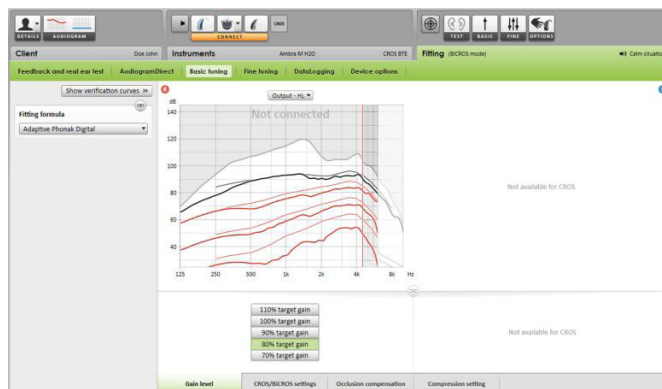 CROS
DETAILS AUDIOGRAM
CONNECT
TEST BASIC FINE OPTIONS
Client Doe John
Instruments Ambra M H2O CROS BTE
Fitting (BiCROS mode) Calm situation
Feedback and real ear test AudiogramDirect Basic tuning Fine tuning DataLogging Device options
Show verification curves »
Fitting formula
Adaptive Phonak Digital
R
Output - HL
dB
Not connected
140
120
100
80
60
40
125 250 500 1k 2k 4k 8k Hz
Not available for CROS
110% target gain
100% target gain
90% target gain
80% target gain
70% target gain
Not available for CROS
Gain level CROS/BiCROS settings Occlusion compensation Compression setting